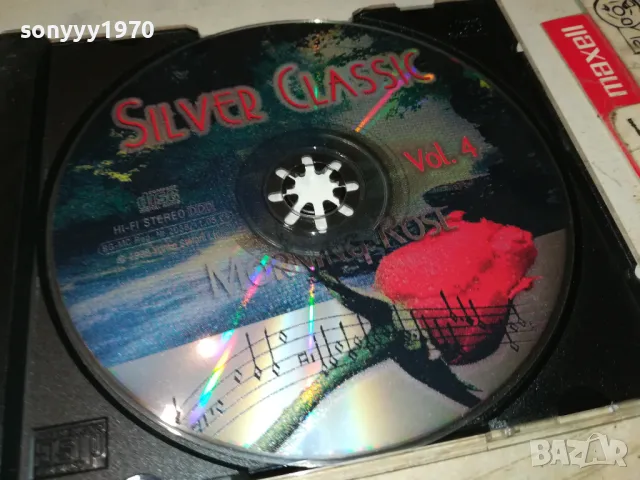 sonyyy1970
maxell
SILVER CLASSIC
Vol. 4
MORNING ROSE
HI-FI STEREO
BAZAR